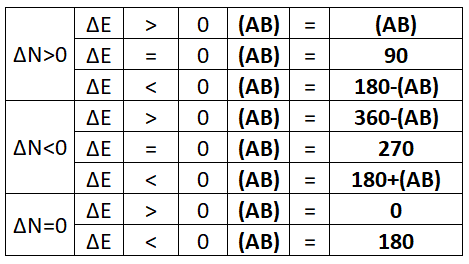 ΔN>0 ΔE > 0 (AB) = (AB)
ΔE = 0 (AB) = 90
ΔE < 0 (AB) = 180-(AB)
ΔN<0 ΔE > 0 (AB) = 360-(AB)
ΔE = 0 (AB) = 270
ΔE < 0 (AB) = 180+(AB)
ΔN=0 ΔE > 0 (AB) = 0
ΔE < 0 (AB) = 180